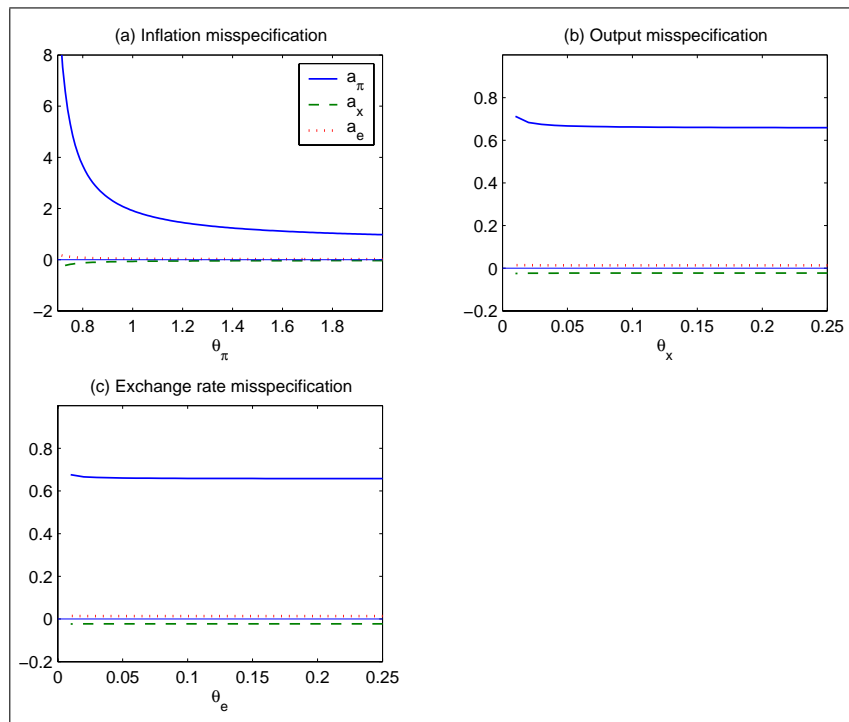 (a) Inflation misspecification
8
6
4
2
0
−2
0.8 1 1.2 1.4 1.6 1.8
θ_π
a_π
a_x
a_e
(b) Output misspecification
0.8
0.6
0.4
0.2
0
−0.2
0 0.05 0.1 0.15 0.2 0.25
θ_x
(c) Exchange rate misspecification
0.8
0.6
0.4
0.2
0
−0.2
0 0.05 0.1 0.15 0.2 0.25
θ_e